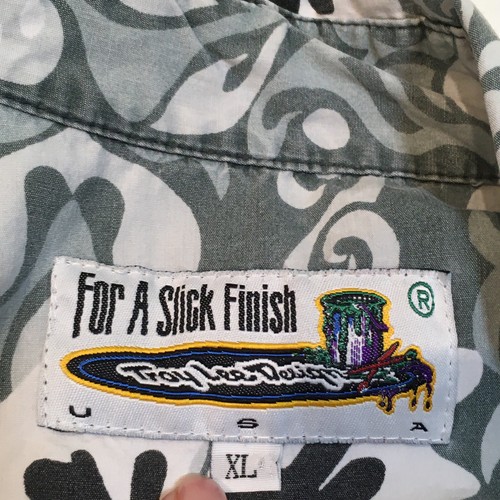 For A Slick Finish
®
Troy Lee Designs
U S A
XL